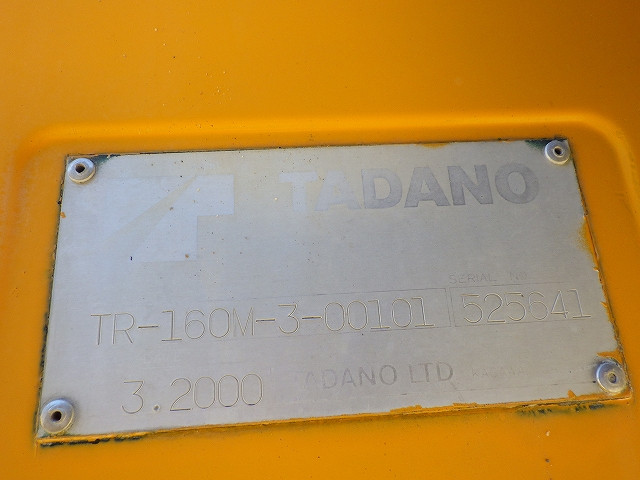 TADANO
SERIAL NO.
TR-160M-3-00101 525641
3.2000 TADANO LTD